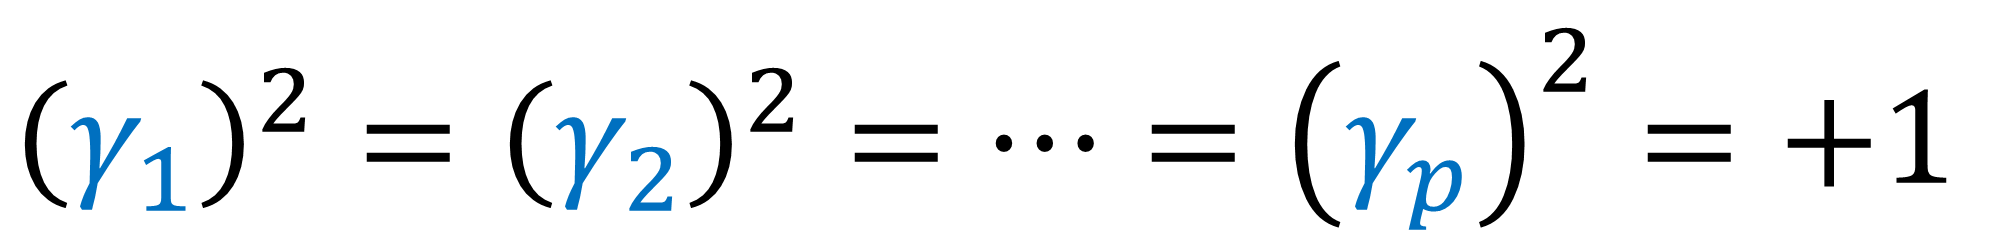 (γ₁)² = (γ₂)² = ⋯ = (γₚ)² = +1